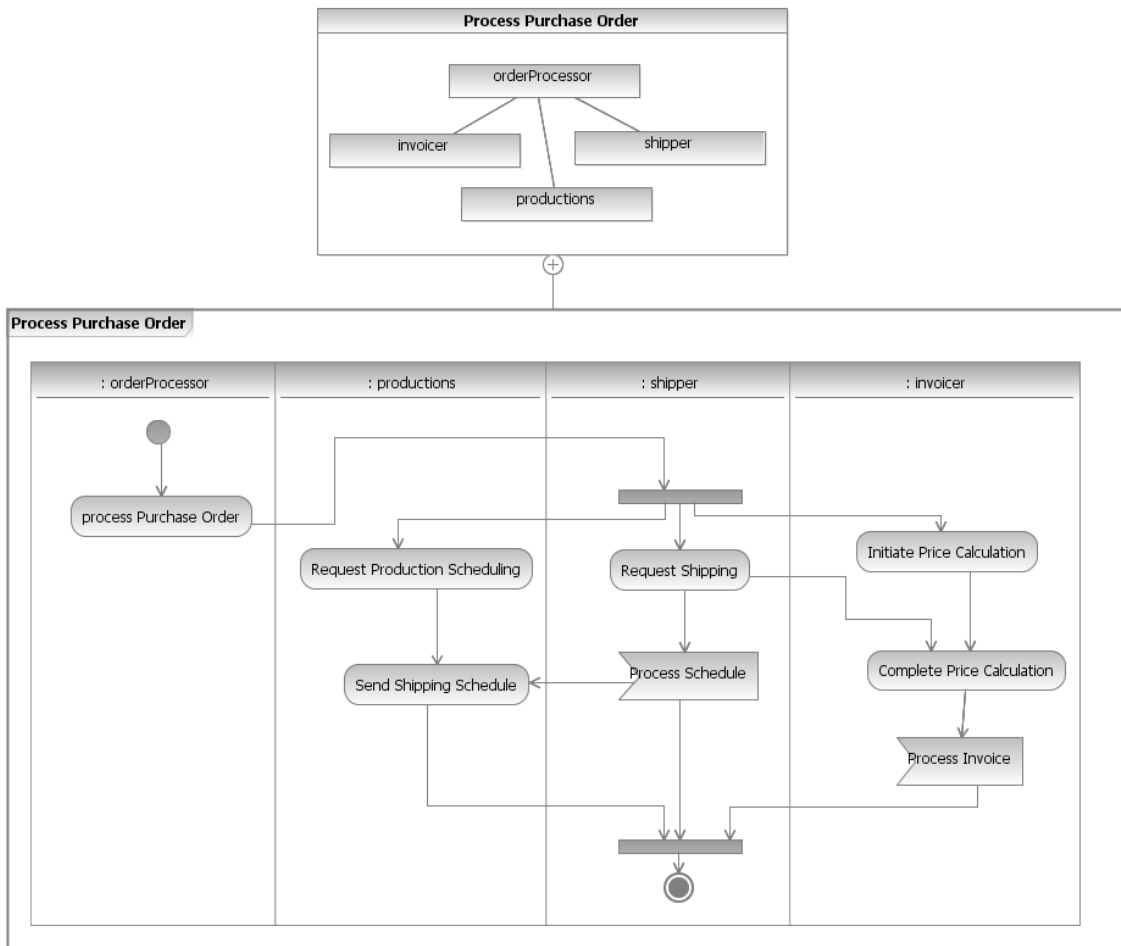 Process Purchase Order
orderProcessor
invoicer
shipper
productions
Process Purchase Order
: orderProcessor
: productions
: shipper
: invoicer
process Purchase Order
Request Production Scheduling
Request Shipping
Initiate Price Calculation
Send Shipping Schedule
Process Schedule
Complete Price Calculation
Process Invoice